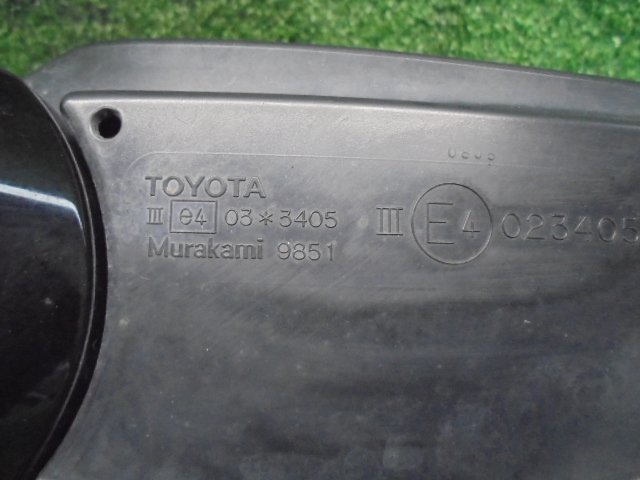 TOYOTA
III e4 03*3405
III E4 023405
Murakami 9851